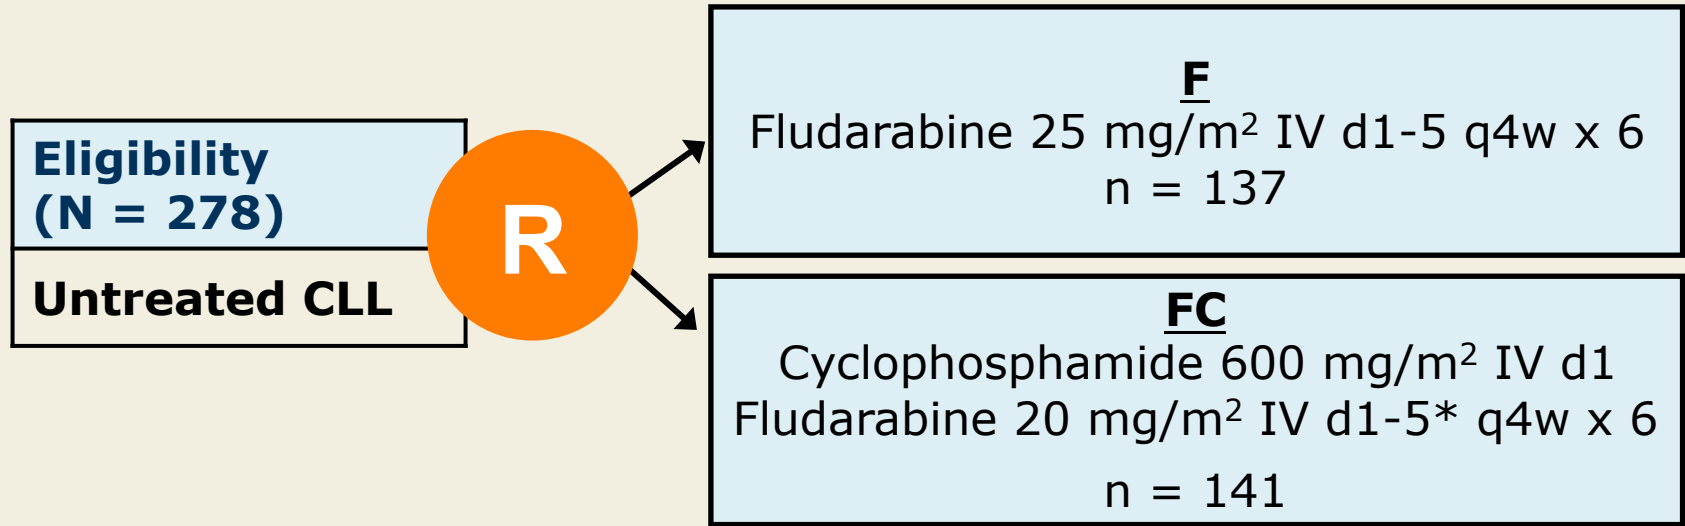 Eligibility
(N = 278)
Untreated CLL
R
F
Fludarabine 25 mg/m² IV d1-5 q4w x 6
n = 137
FC
Cyclophosphamide 600 mg/m² IV d1
Fludarabine 20 mg/m² IV d1-5* q4w x 6
n = 141